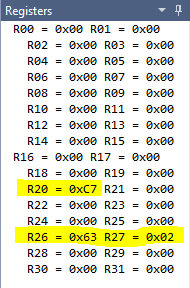 Registers
R00 = 0x00 R01 = 0x00
R02 = 0x00 R03 = 0x00
R04 = 0x00 R05 = 0x00
R06 = 0x00 R07 = 0x00
R08 = 0x00 R09 = 0x00
R10 = 0x00 R11 = 0x00
R12 = 0x00 R13 = 0x00
R14 = 0x00 R15 = 0x00
R16 = 0x00 R17 = 0x00
R18 = 0x00 R19 = 0x00
R20 = 0xC7 R21 = 0x00
R22 = 0x00 R23 = 0x00
R24 = 0x00 R25 = 0x00
R26 = 0x63 R27 = 0x02
R28 = 0x00 R29 = 0x00
R30 = 0x00 R31 = 0x00